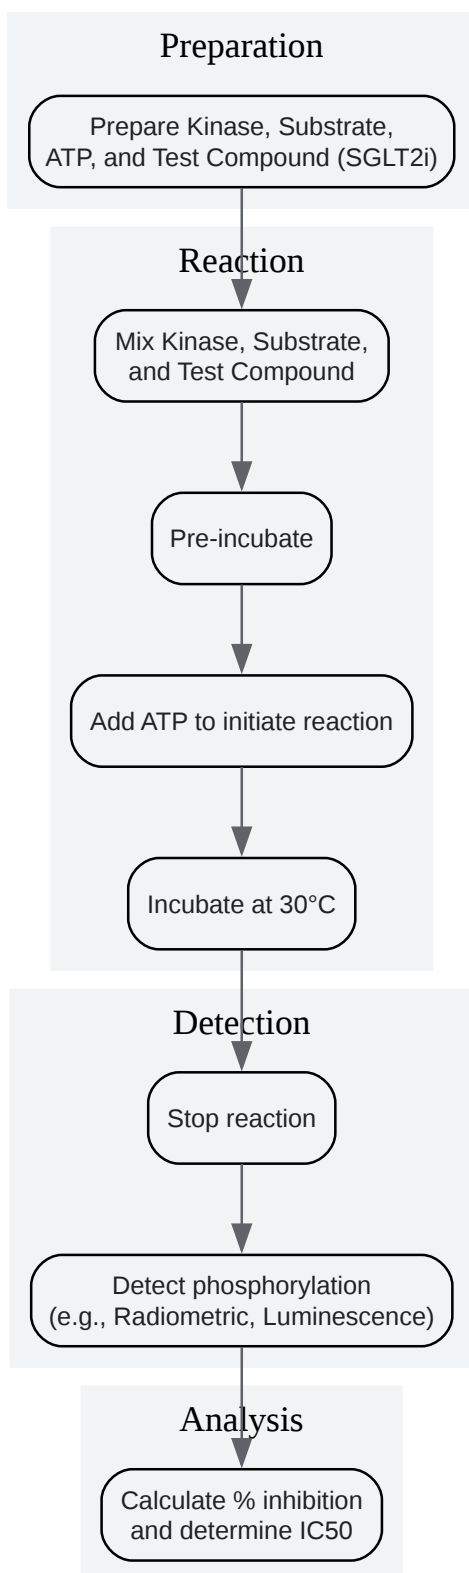 Preparation
Prepare Kinase, Substrate,
ATP, and Test Compound (SGLT2i)
Reaction
Mix Kinase, Substrate,
and Test Compound
Pre-incubate
Add ATP to initiate reaction
Incubate at 30°C
Detection
Stop reaction
Detect phosphorylation
(e.g., Radiometric, Luminescence)
Analysis
Calculate % inhibition
and determine IC50